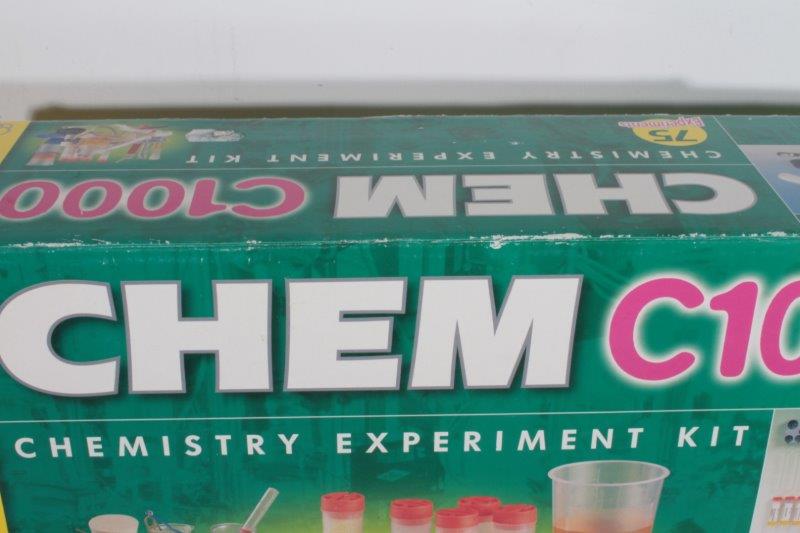 75
Experiments
CHEMISTRY EXPERIMENT KIT
CHEM C1000
CHEM C10
CHEMISTRY EXPERIMENT KIT